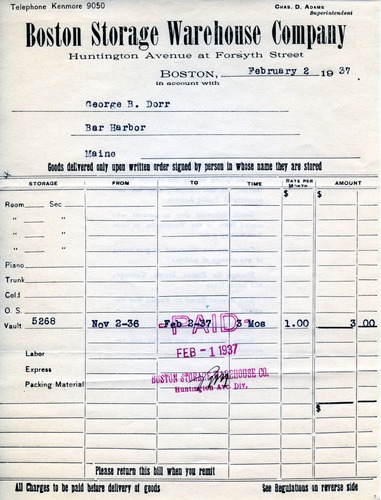 Telephone Kenmore 9050
CHAS. D. ADAMS
Superintendent
Boston Storage Warehouse Company
Huntington Avenue at Forsyth Street
BOSTON, February 2 1937
in account with
George B. Dorr
Bar Harbor
Maine
Goods delivered only upon written order signed by person in whose name they are stored
STORAGE FROM TO TIME RATE PER MONTH AMOUNT
$ $
Room Sec
" "
" "
" "
Piano
Trunk
Cold
O. S.
Vault 5268 Nov 2-36 Feb 2-37 3 Mos 1.00 3 00
-PAID-
Labor
FEB -1 1937
Express
BOSTON STORAGE WAREHOUSE CO.
Packing Material
Huntington Ave. Div.
$
Please return this bill when you remit
All Charges to be paid before delivery of goods See Regulations on reverse side